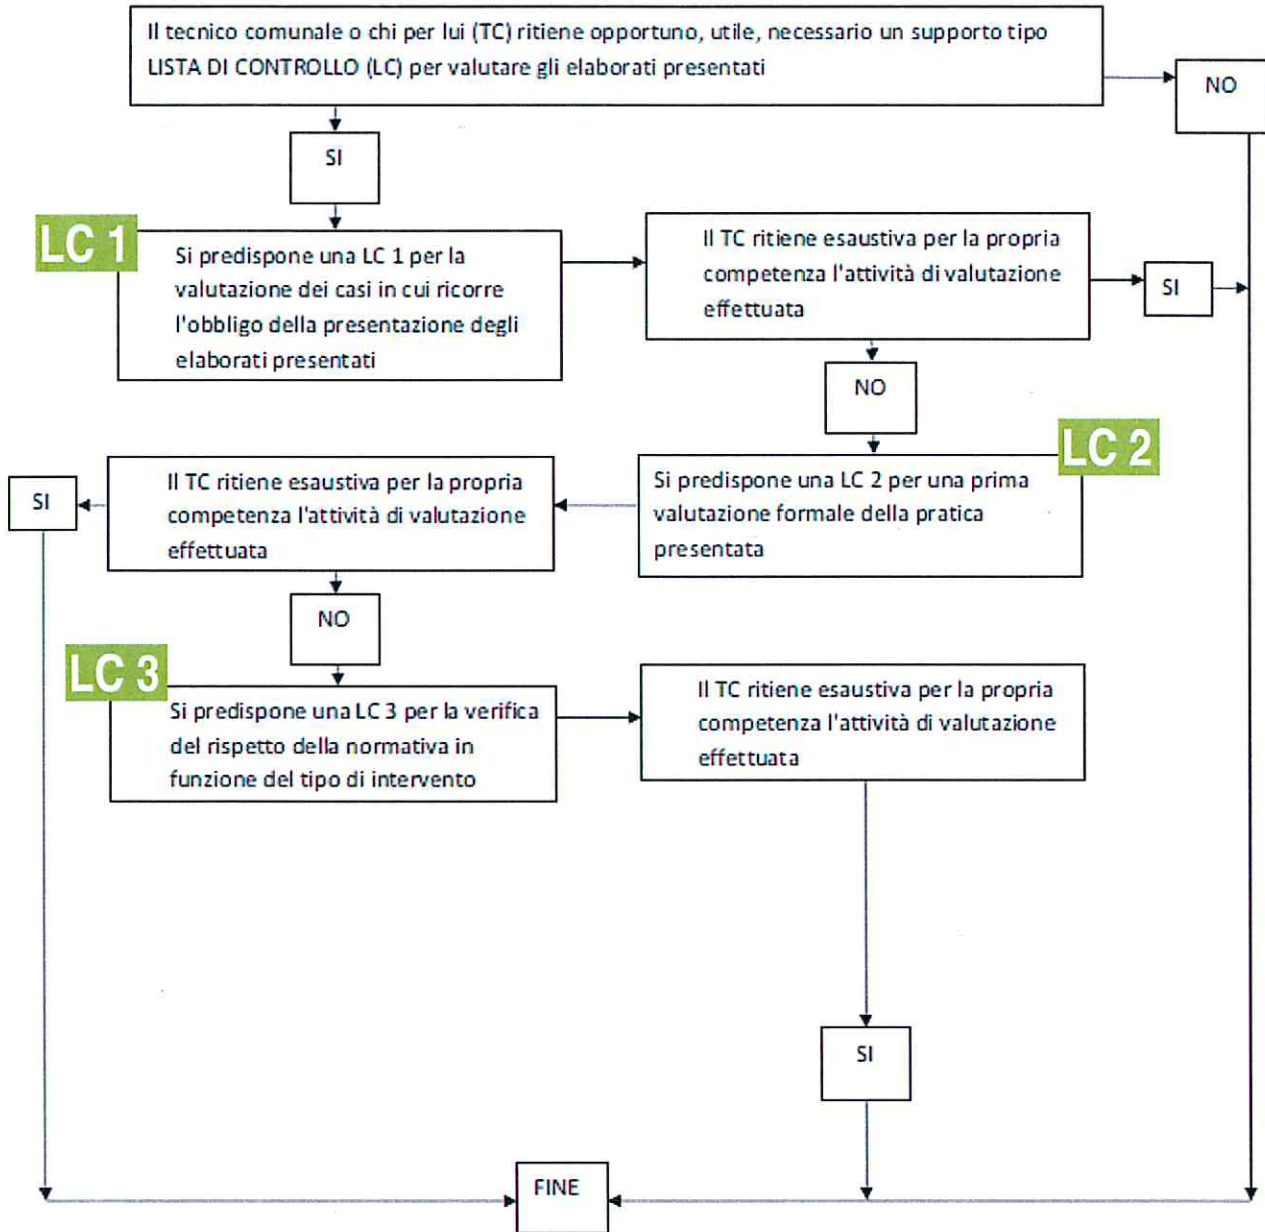 Il tecnico comunale o chi per lui (TC) ritiene opportuno, utile, necessario un supporto tipo
LISTA DI CONTROLLO (LC) per valutare gli elaborati presentati
NO
SI
LC 1
Si predispone una LC 1 per la
valutazione dei casi in cui ricorre
l'obbligo della presentazione degli
elaborati presentati
Il TC ritiene esaustiva per la propria
competenza l'attività di valutazione
effettuata
SI
NO
LC 2
Si predispone una LC 2 per una prima
valutazione formale della pratica
presentata
Il TC ritiene esaustiva per la propria
competenza l'attività di valutazione
effettuata
SI
NO
LC 3
Si predispone una LC 3 per la verifica
del rispetto della normativa in
funzione del tipo di intervento
Il TC ritiene esaustiva per la propria
competenza l'attività di valutazione
effettuata
SI
FINE